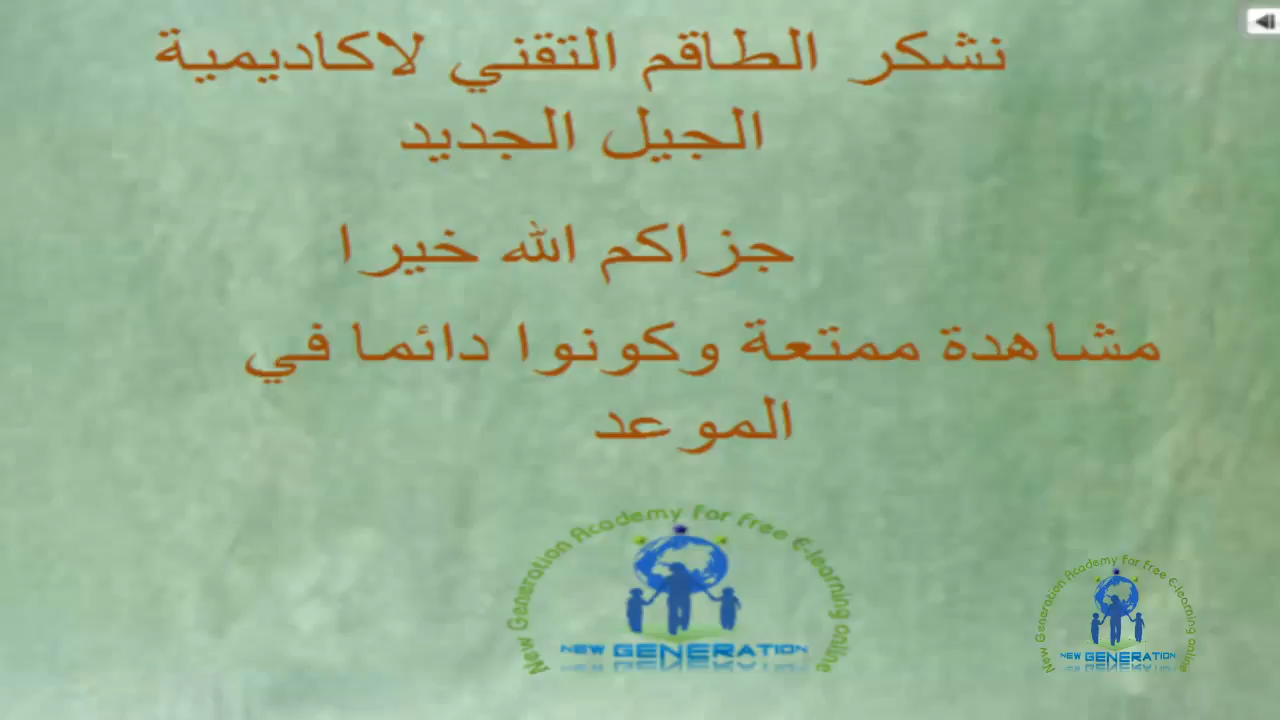 نشكر الطاقم التقني لاكاديمية
الجيل الجديد
جزاكم الله خيرا
مشاهدة ممتعة وكونوا دائما في
الموعد
New Generation Academy For Free E-learning online
NEW GENERATION
New Generation Academy For Free E-learning online
NEW GENERATION